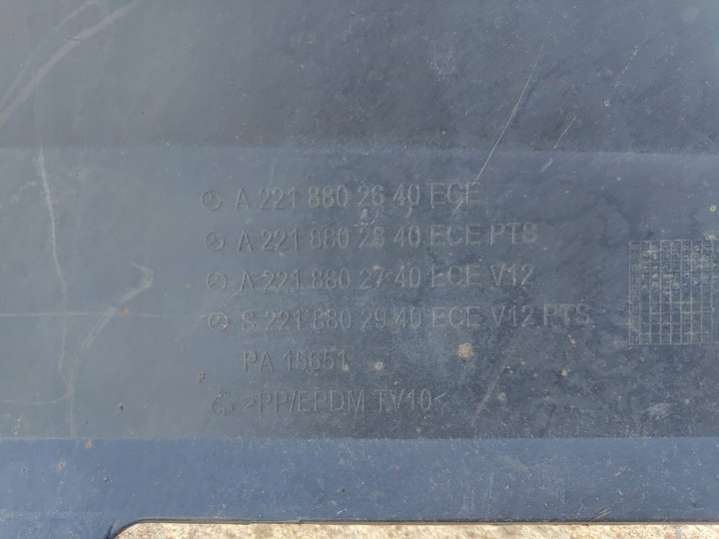 A 221 880 26 40 ECE
A 221 880 28 40 ECE PTS
A 221 880 27 40 ECE V12
S 221 880 29 40 ECE V12 PTS
PA 15651
>PP/EPDM TV10<